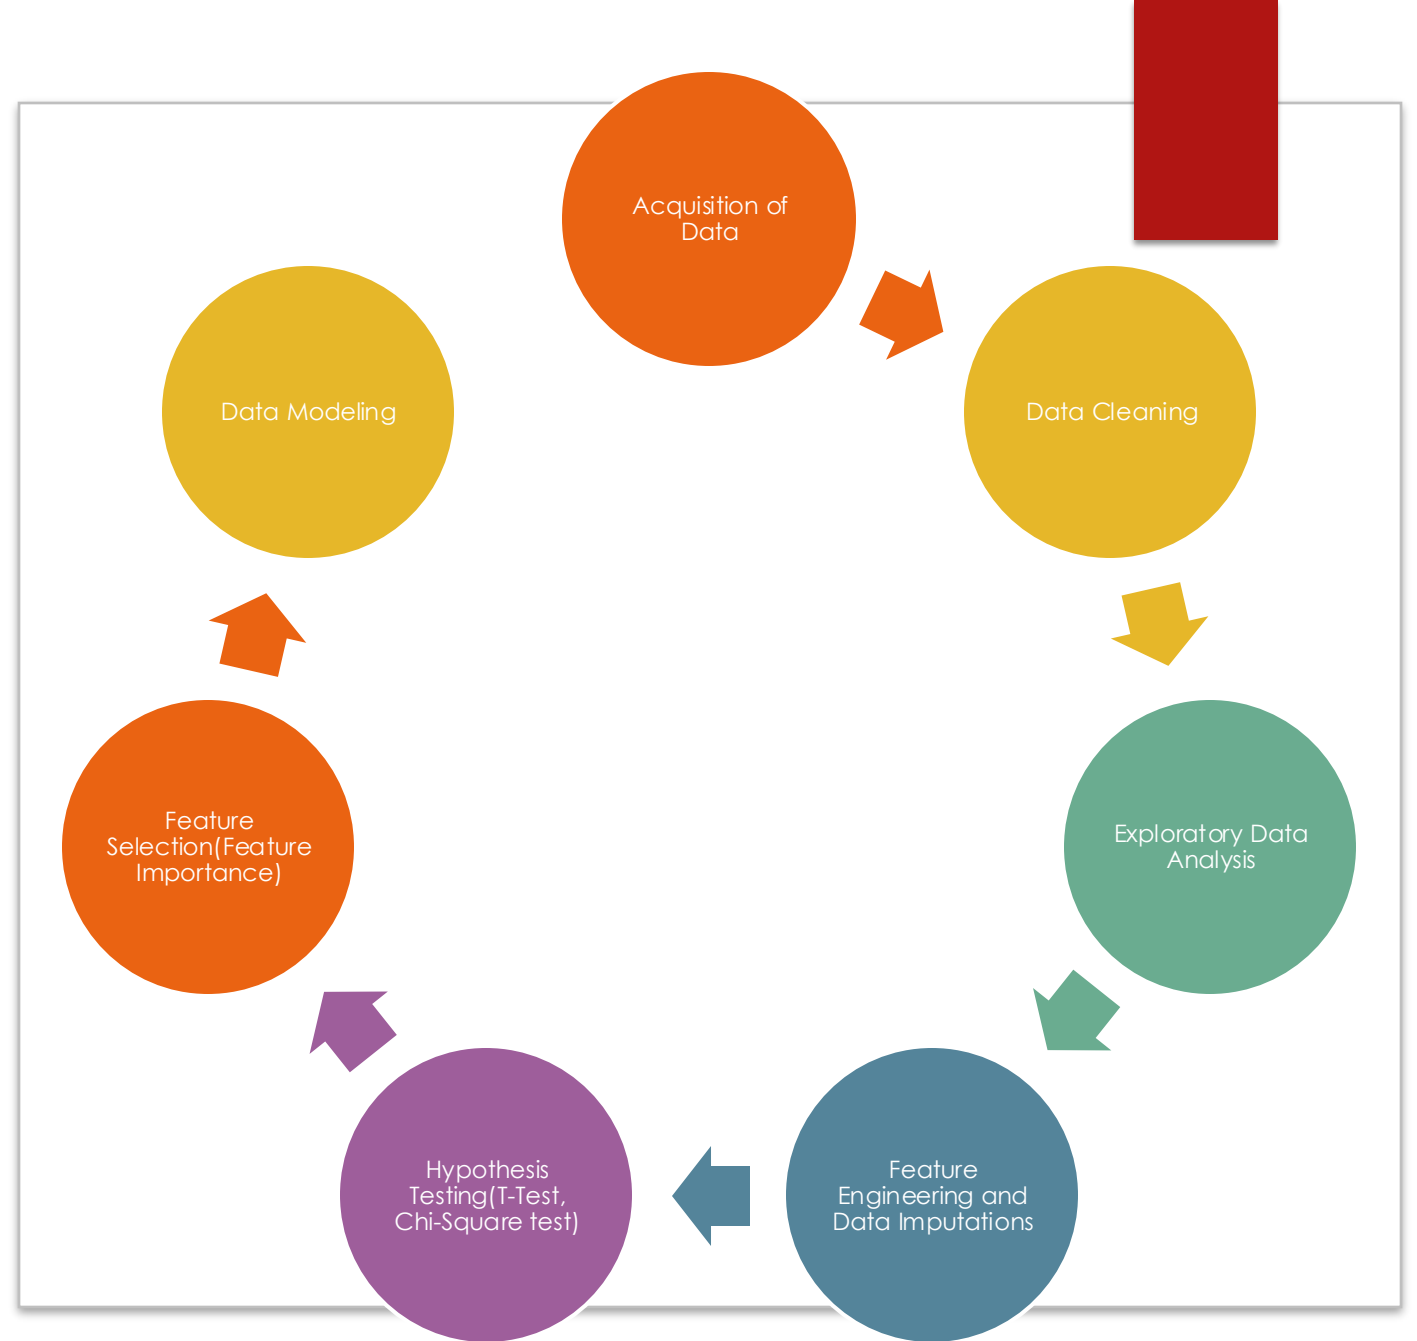 Acquisition of
Data
Data Cleaning
Exploratory Data
Analysis
Feature
Engineering and
Data Imputations
Hypothesis
Testing(T-Test,
Chi-Square test)
Feature
Selection(Feature
Importance)
Data Modeling